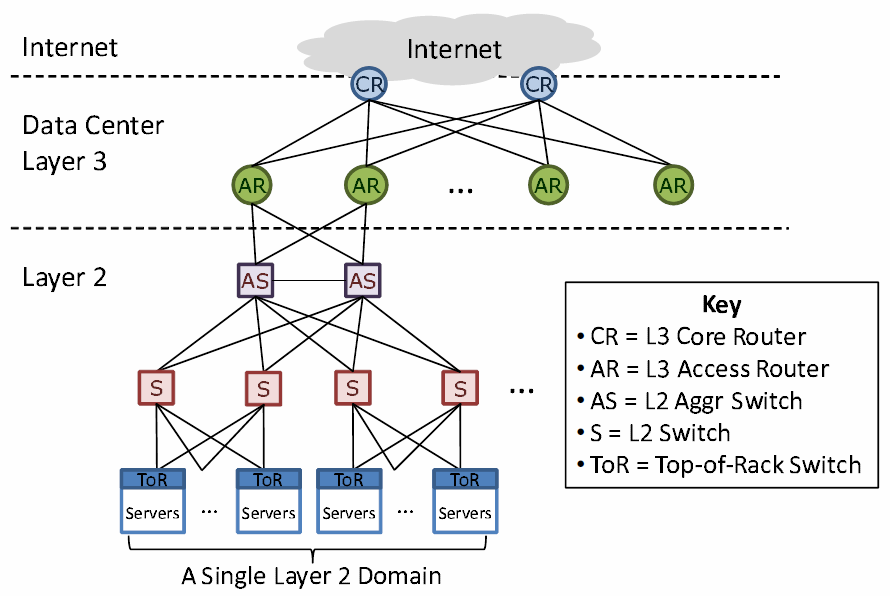 Internet
Internet
CR CR
Data Center
Layer 3
AR AR ... AR AR
Layer 2
AS AS
Key
• CR = L3 Core Router
• AR = L3 Access Router
• AS = L2 Aggr Switch
• S = L2 Switch
• ToR = Top-of-Rack Switch
S S S S ...
ToR ToR ToR ToR
Servers ... Servers Servers ... Servers
A Single Layer 2 Domain